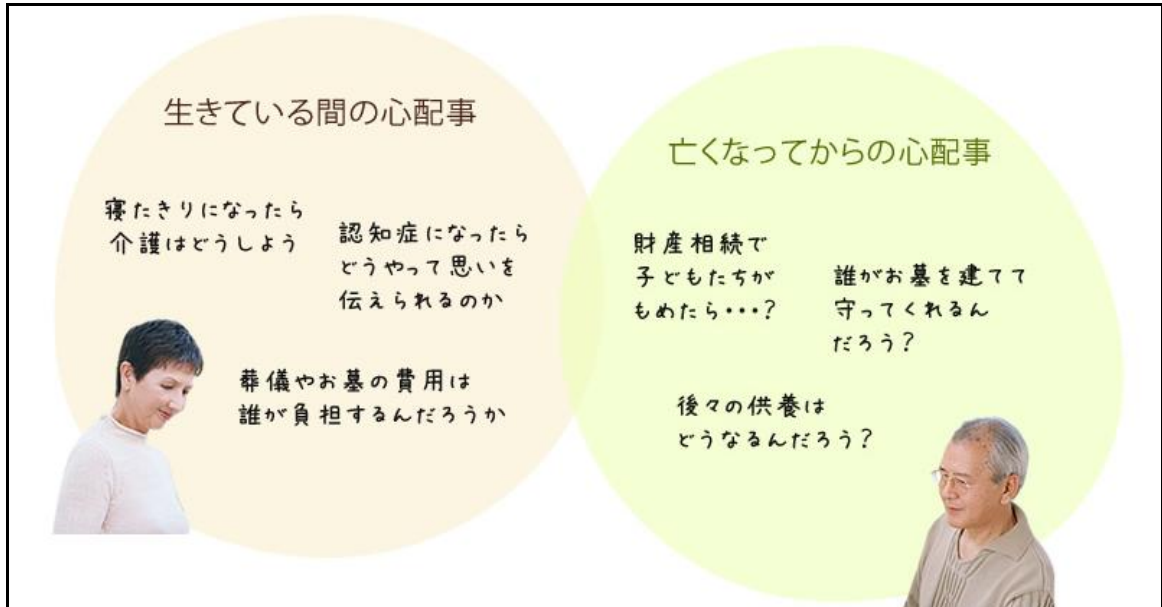 生きている間の心配事
寝たきりになったら
介護はどうしよう
認知症になったら
どうやって思いを
伝えられるのか
葬儀やお墓の費用は
誰が負担するんだろうか
亡くなってからの心配事
財産相続で
子どもたちが
もめたら・・・?
誰がお墓を建てて
守ってくれるん
だろう?
後々の供養は
どうなるんだろう?